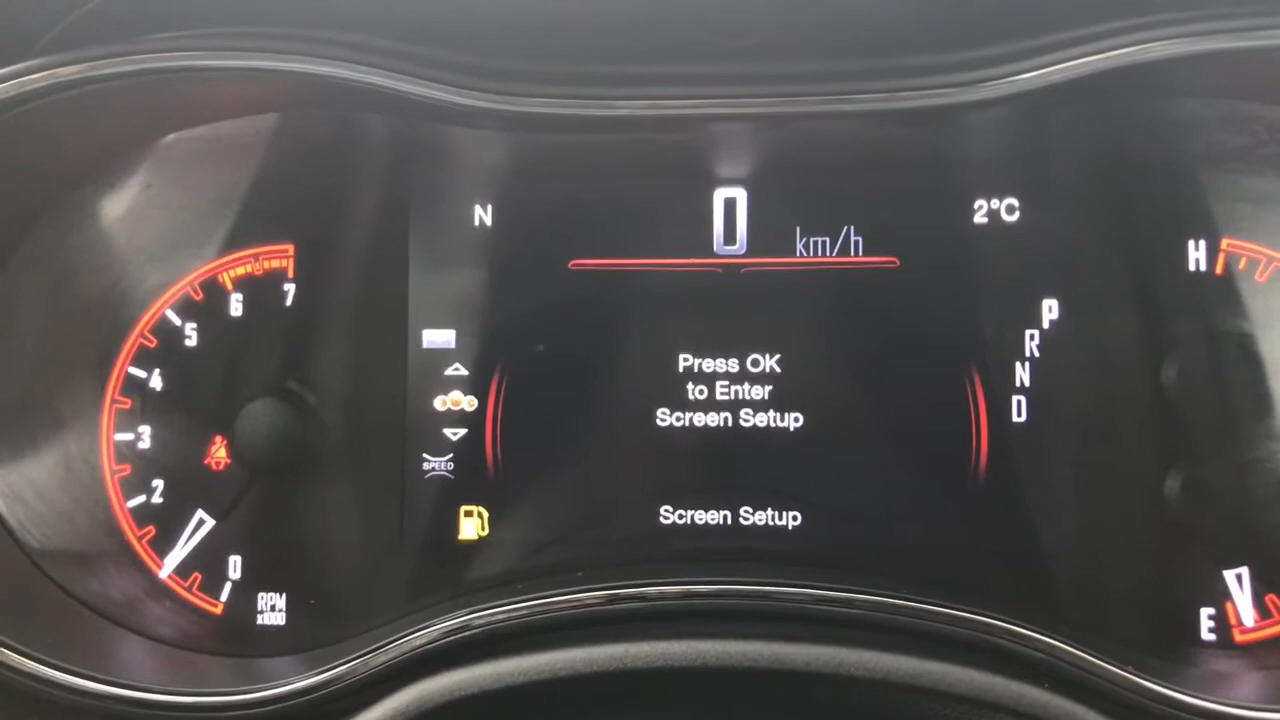 N
0 km/h
2°C
7
6
5
4
3
2
0
RPM
x1000
SPEED
Press OK
to Enter
Screen Setup
Screen Setup
P
R
N
D
H
E